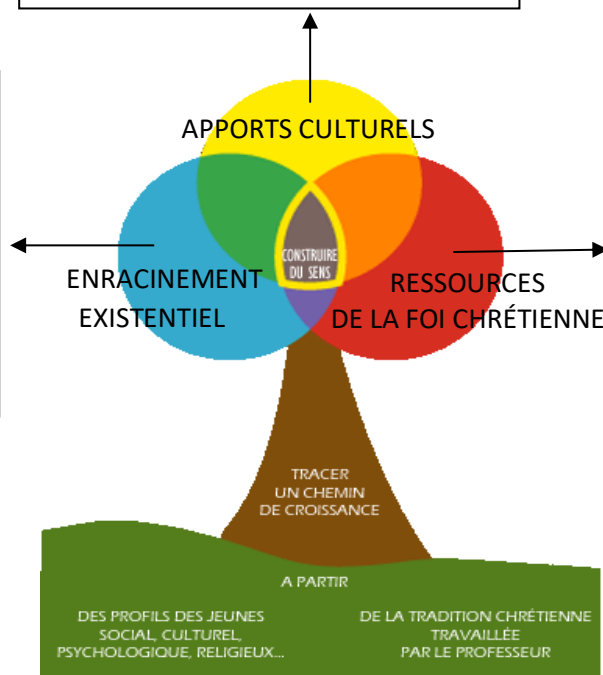 APPORTS CULTURELS
CONSTRUIRE
DU SENS
ENRACINEMENT
EXISTENTIEL
RESSOURCES
DE LA FOI CHRÉTIENNE
TRACER
UN CHEMIN
DE CROISSANCE
A PARTIR
DES PROFILS DES JEUNES
SOCIAL, CULTUREL,
PSYCHOLOGIQUE, RELIGIEUX...
DE LA TRADITION CHRÉTIENNE
TRAVAILLÉE
PAR LE PROFESSEUR